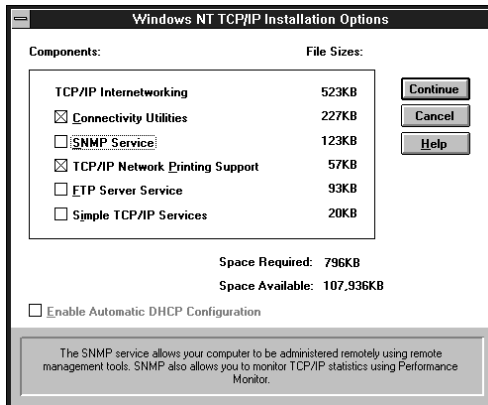 Windows NT TCP/IP Installation Options
Components: File Sizes:
TCP/IP Internetworking 523KB
Connectivity Utilities 227KB
SNMP Service 123KB
TCP/IP Network Printing Support 57KB
FTP Server Service 93KB
Simple TCP/IP Services 20KB
Continue
Cancel
Help
Space Required: 796KB
Space Available: 107,936KB
Enable Automatic DHCP Configuration
The SNMP service allows your computer to be administered remotely using remote
management tools. SNMP also allows you to monitor TCP/IP statistics using Performance
Monitor.